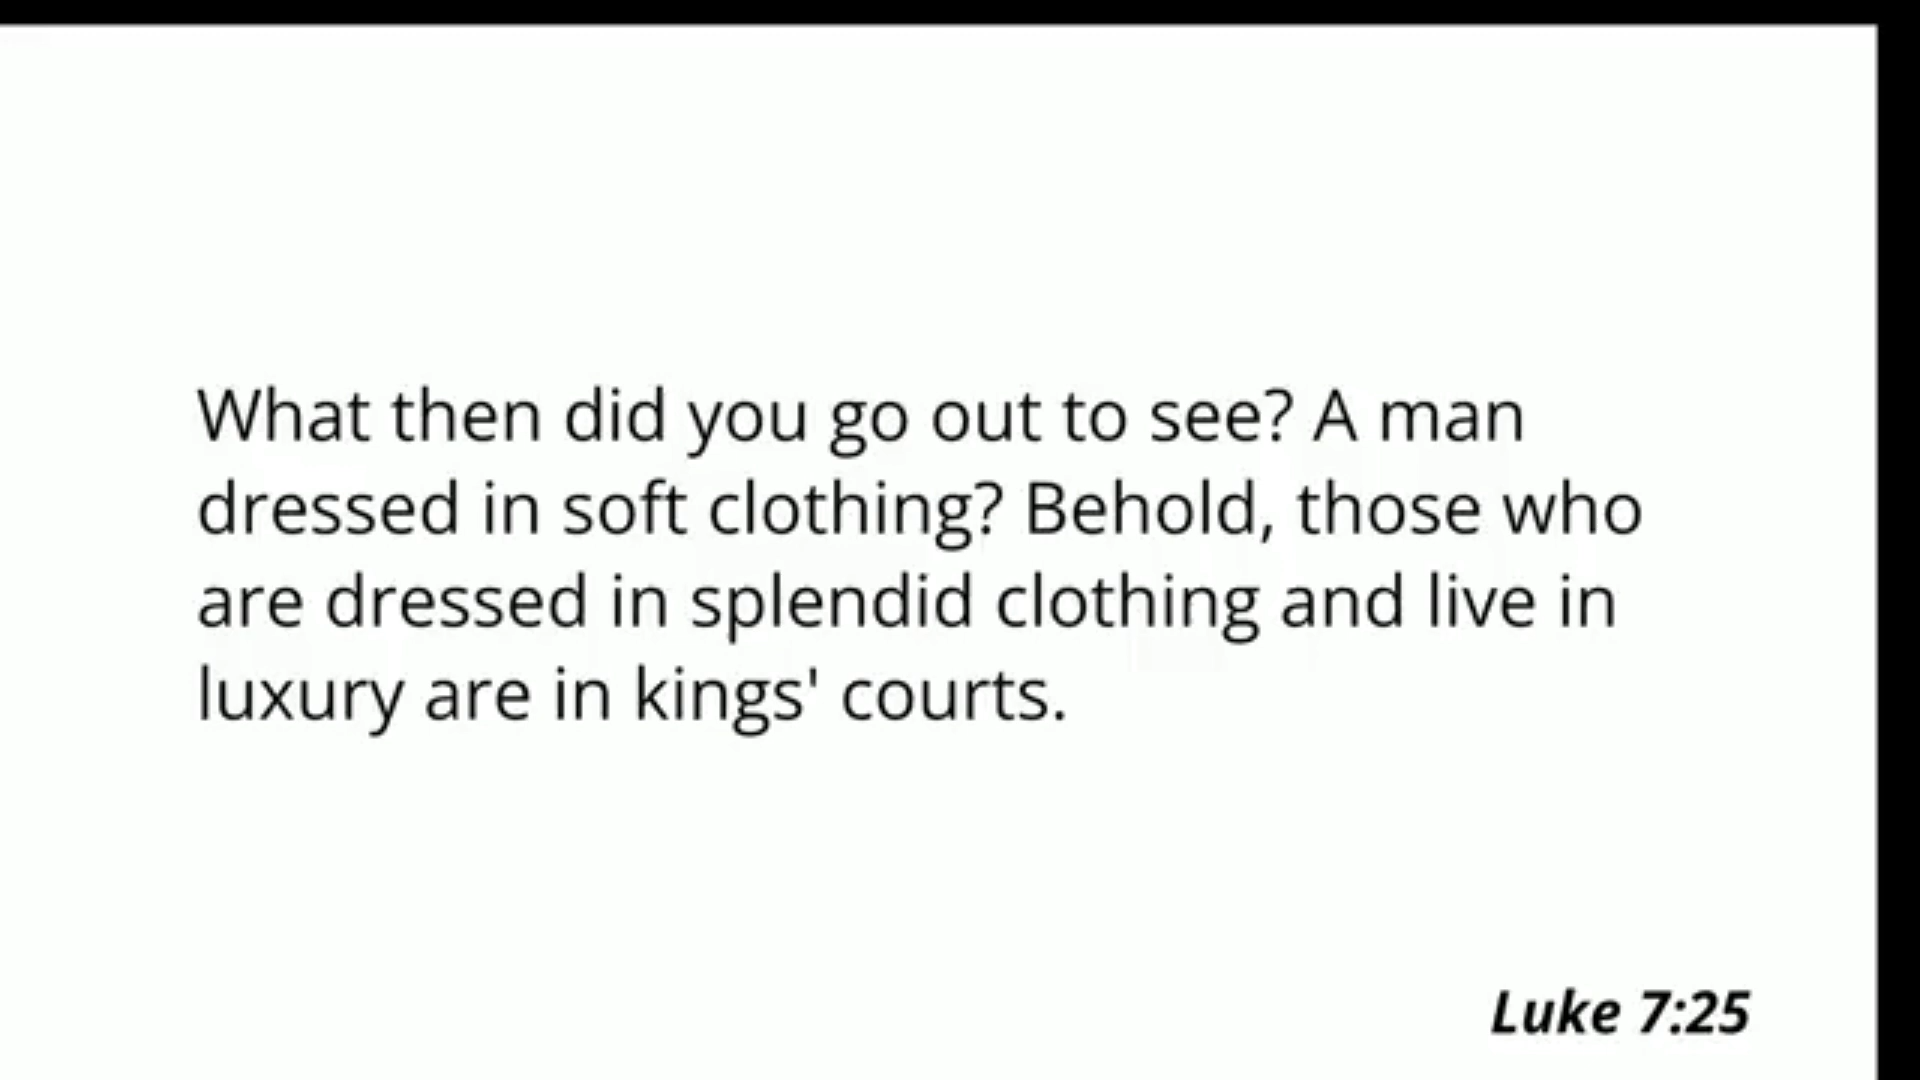 What then did you go out to see? A man
dressed in soft clothing? Behold, those who
are dressed in splendid clothing and live in
luxury are in kings' courts.
Luke 7:25